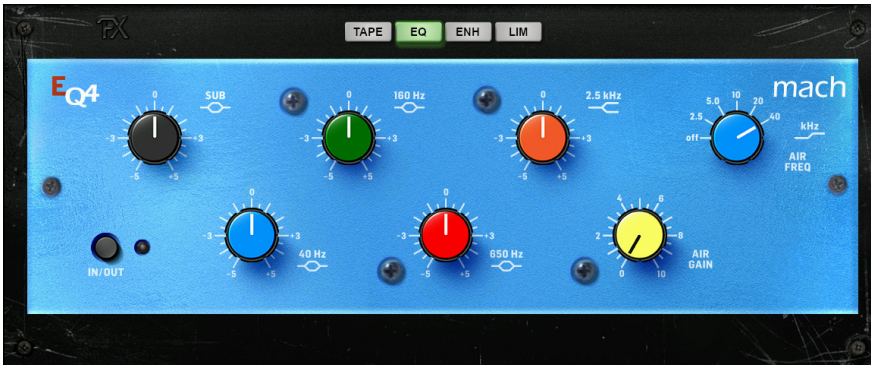 TX
TAPE EQ ENH LIM
EQ4
mach
0 -3 +3 -5 +5 SUB
0 -3 +3 -5 +5 160 Hz
0 -3 +3 -5 +5 2.5 kHz
off 2.5 5.0 10 20 40 kHz
AIR
FREQ
IN/OUT
0 -3 +3 -5 +5 40 Hz
0 -3 +3 -5 +5 650 Hz
0 2 4 6 8 10
AIR
GAIN